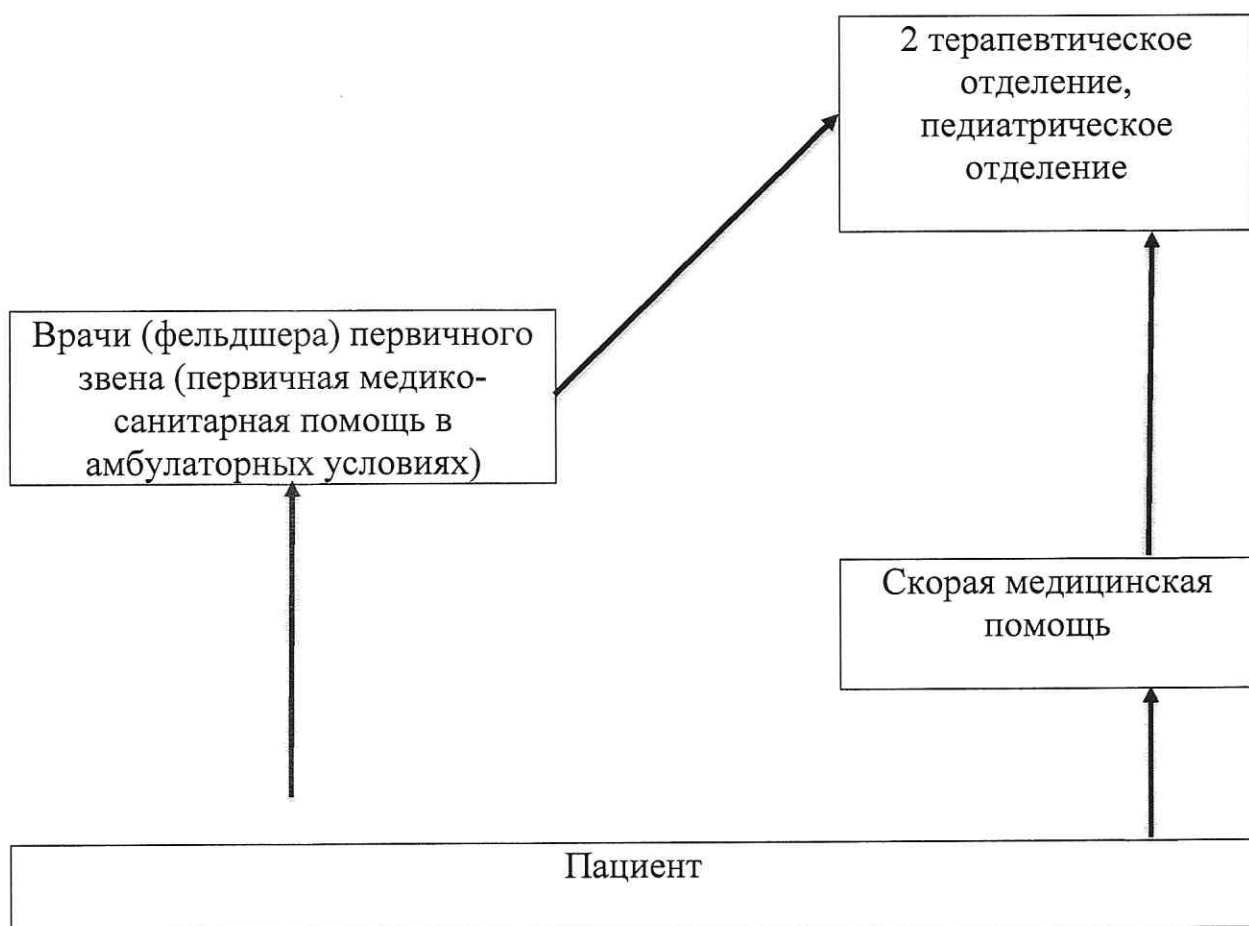 2 терапевтическое
отделение,
педиатрическое
отделение
Врачи (фельдшера) первичного
звена (первичная медико-
санитарная помощь в
амбулаторных условиях)
Скорая медицинская
помощь
Пациент